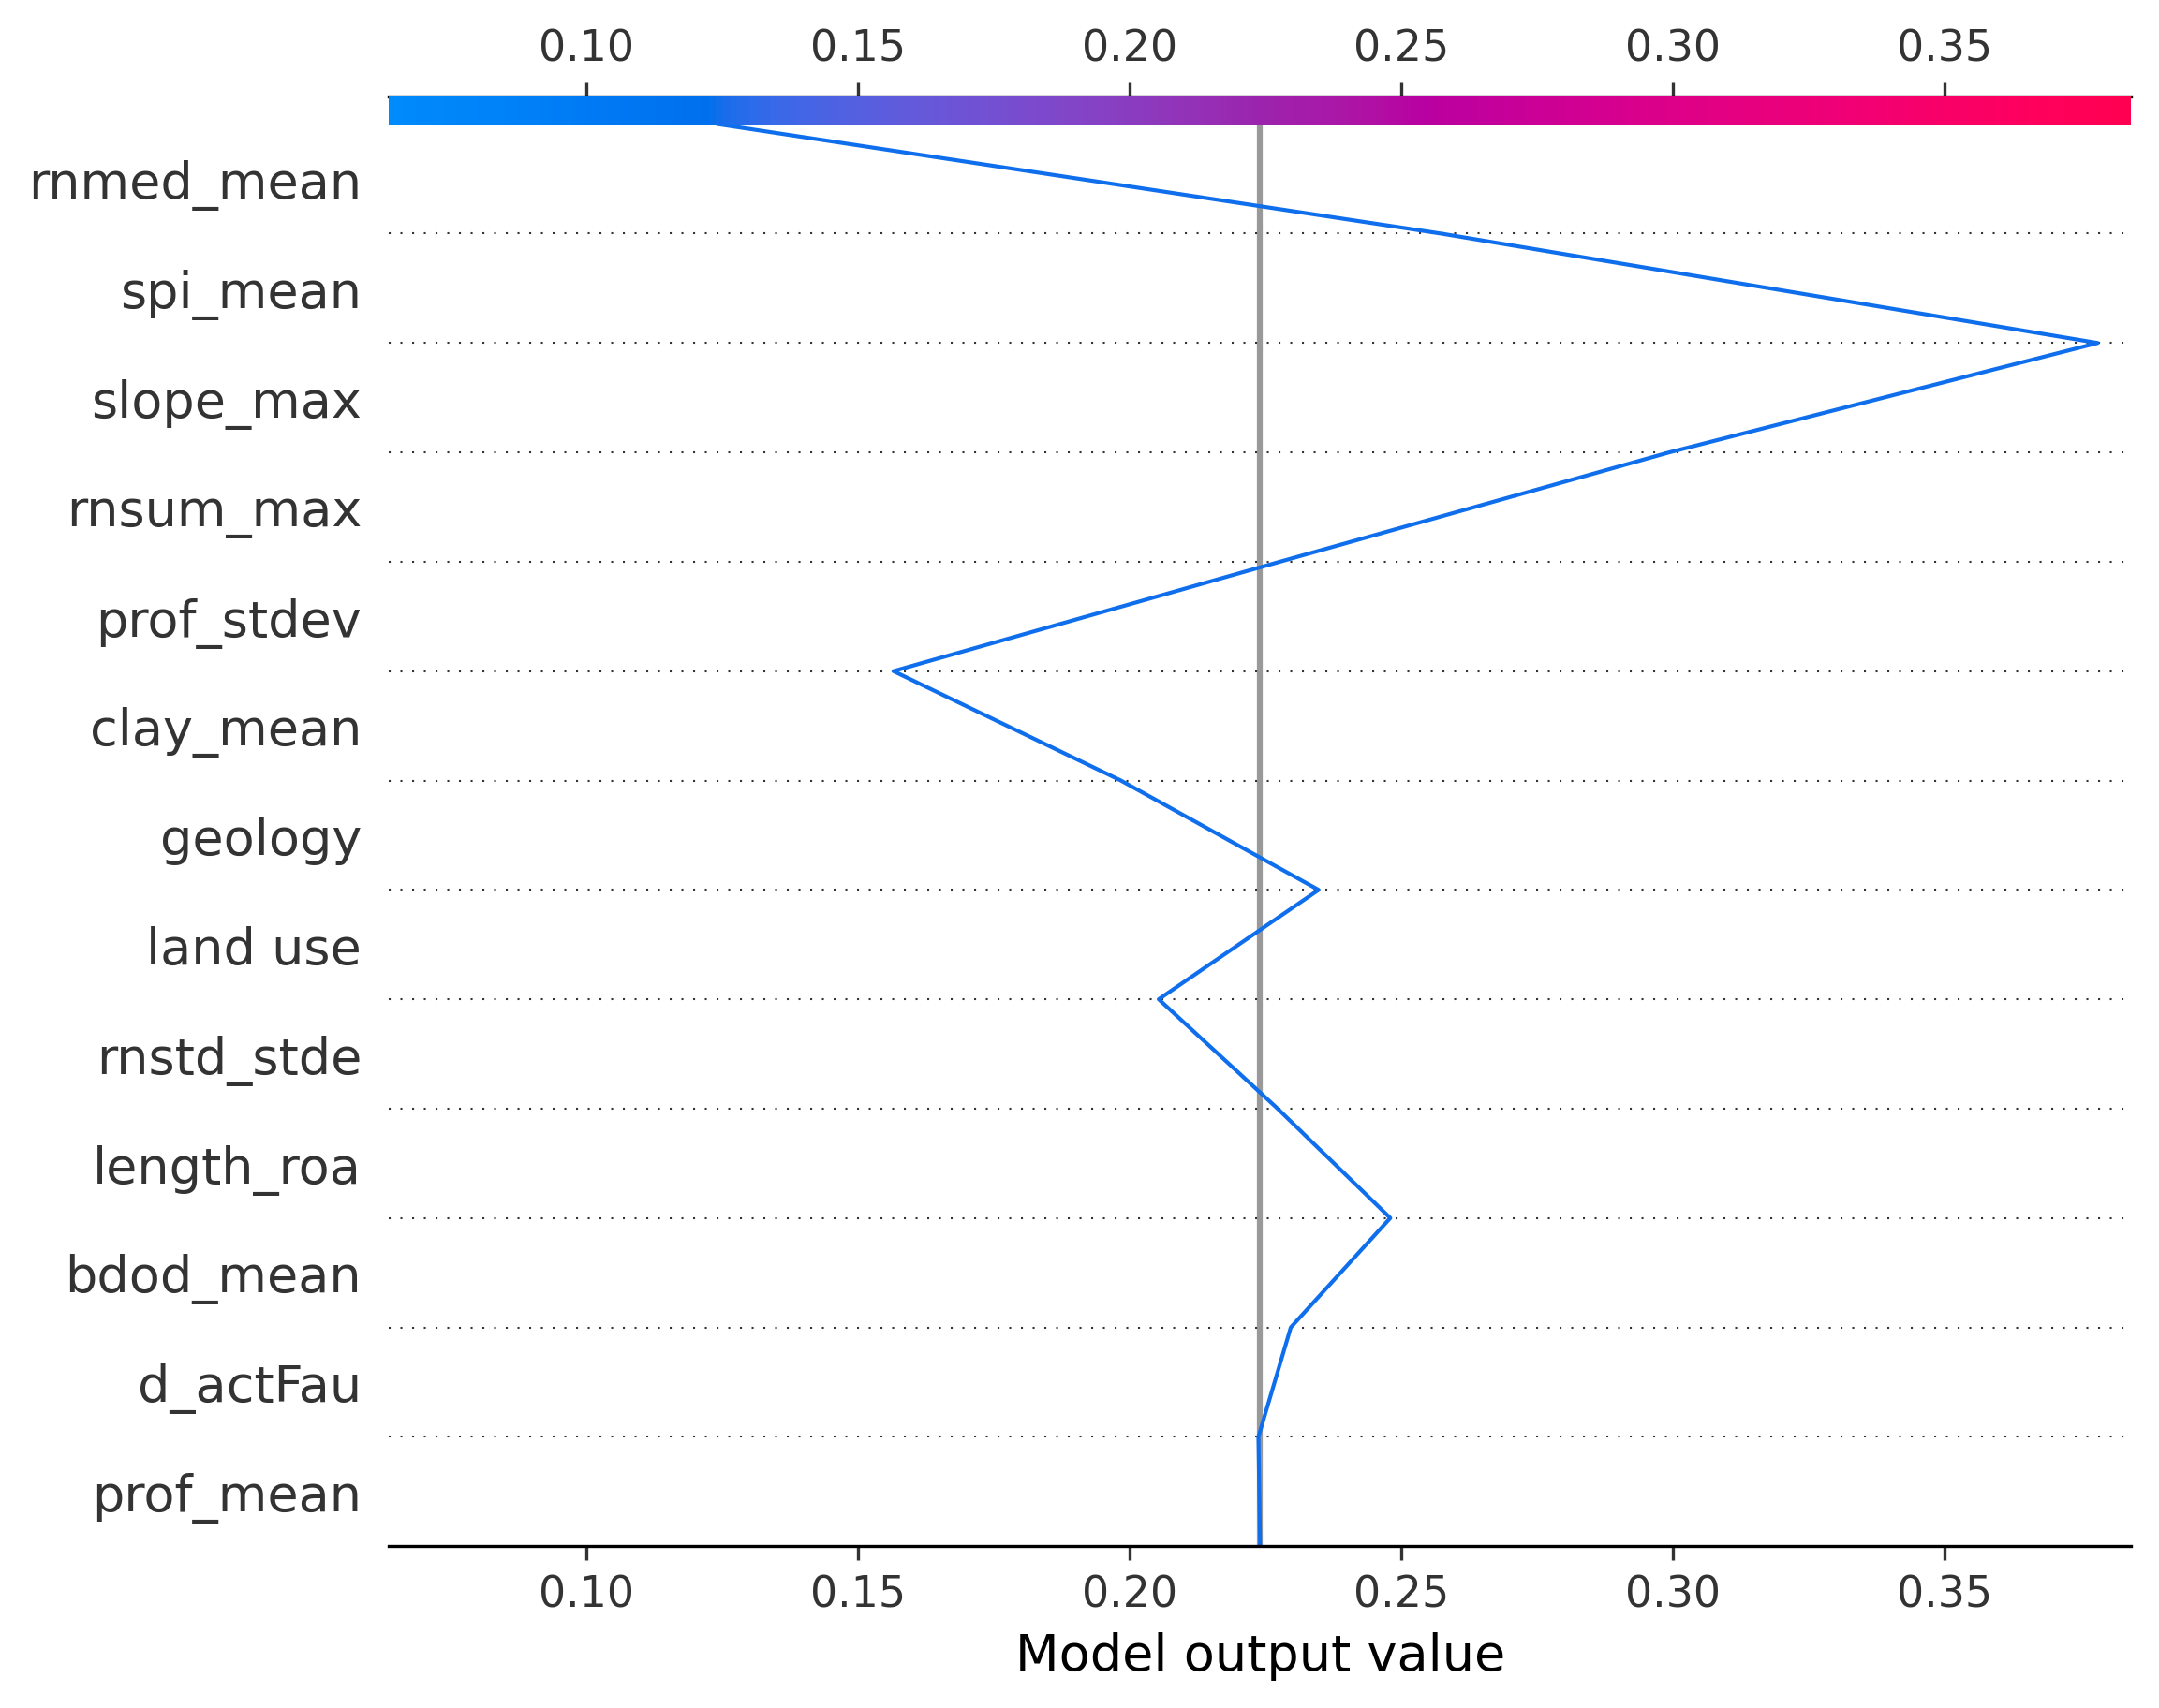 0.10 0.15 0.20 0.25 0.30 0.35
rnmed_mean
spi_mean
slope_max
rnsum_max
prof_stdev
clay_mean
geology
land use
rnstd_stde
length_roa
bdod_mean
d_actFau
prof_mean
0.10 0.15 0.20 0.25 0.30 0.35
Model output value